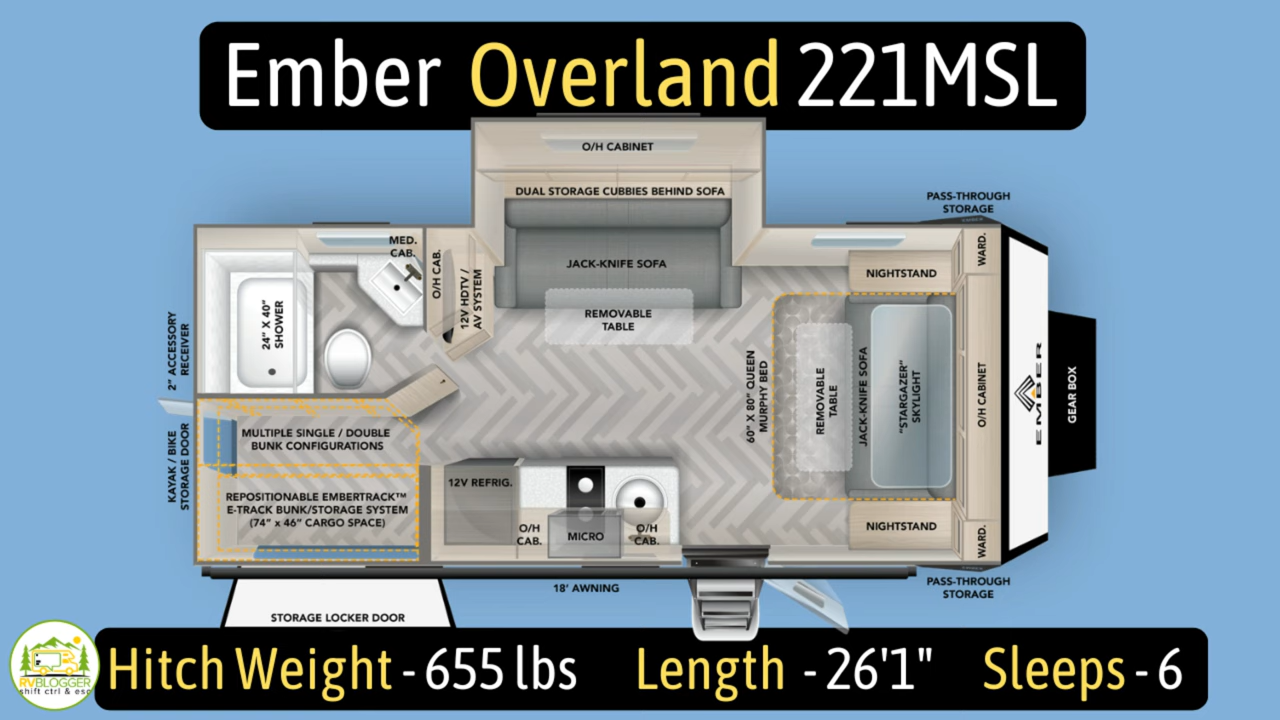 Ember Overland 221MSL
O/H CABINET
DUAL STORAGE CUBBIES BEHIND SOFA
PASS-THROUGH
STORAGE
MED.
CAB.
O/H CAB.
12V HDTV /
AV SYSTEM
JACK-KNIFE SOFA
REMOVABLE
TABLE
NIGHTSTAND
WARD.
24" X 40"
SHOWER
2" ACCESSORY
RECEIVER
60" X 80" QUEEN
MURPHY BED
REMOVABLE
TABLE
JACK-KNIFE SOFA
"STARGAZER"
SKYLIGHT
O/H CABINET
EMBER
GEAR BOX
KAYAK / BIKE
STORAGE DOOR
MULTIPLE SINGLE / DOUBLE
BUNK CONFIGURATIONS
REPOSITIONABLE EMBERTRACK™
E-TRACK BUNK/STORAGE SYSTEM
(74" x 46" CARGO SPACE)
12V REFRIG.
O/H
CAB.
MICRO
O/H
CAB.
NIGHTSTAND
WARD.
PASS-THROUGH
STORAGE
18' AWNING
STORAGE LOCKER DOOR
RVBLOGGER
shift ctrl & esc
Hitch Weight - 655 lbs Length - 26'1" Sleeps - 6